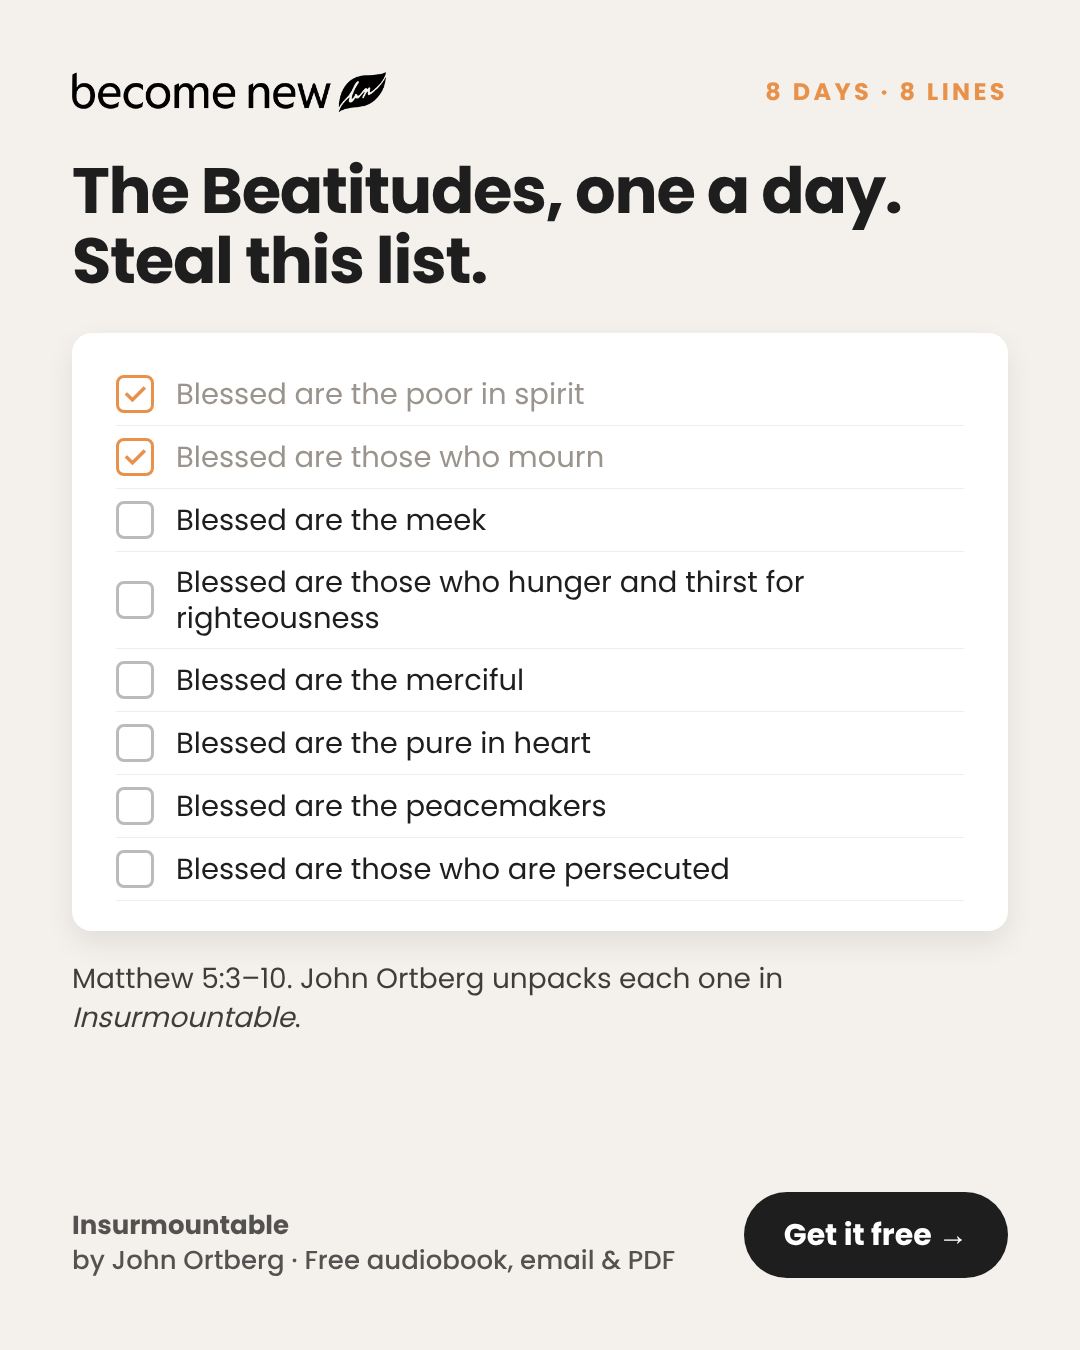 become new
8 DAYS · 8 LINES
The Beatitudes, one a day.
Steal this list.
Blessed are the poor in spirit
Blessed are those who mourn
Blessed are the meek
Blessed are those who hunger and thirst for
righteousness
Blessed are the merciful
Blessed are the pure in heart
Blessed are the peacemakers
Blessed are those who are persecuted
Matthew 5:3–10. John Ortberg unpacks each one in
Insurmountable.
Insurmountable
by John Ortberg · Free audiobook, email & PDF
Get it free →